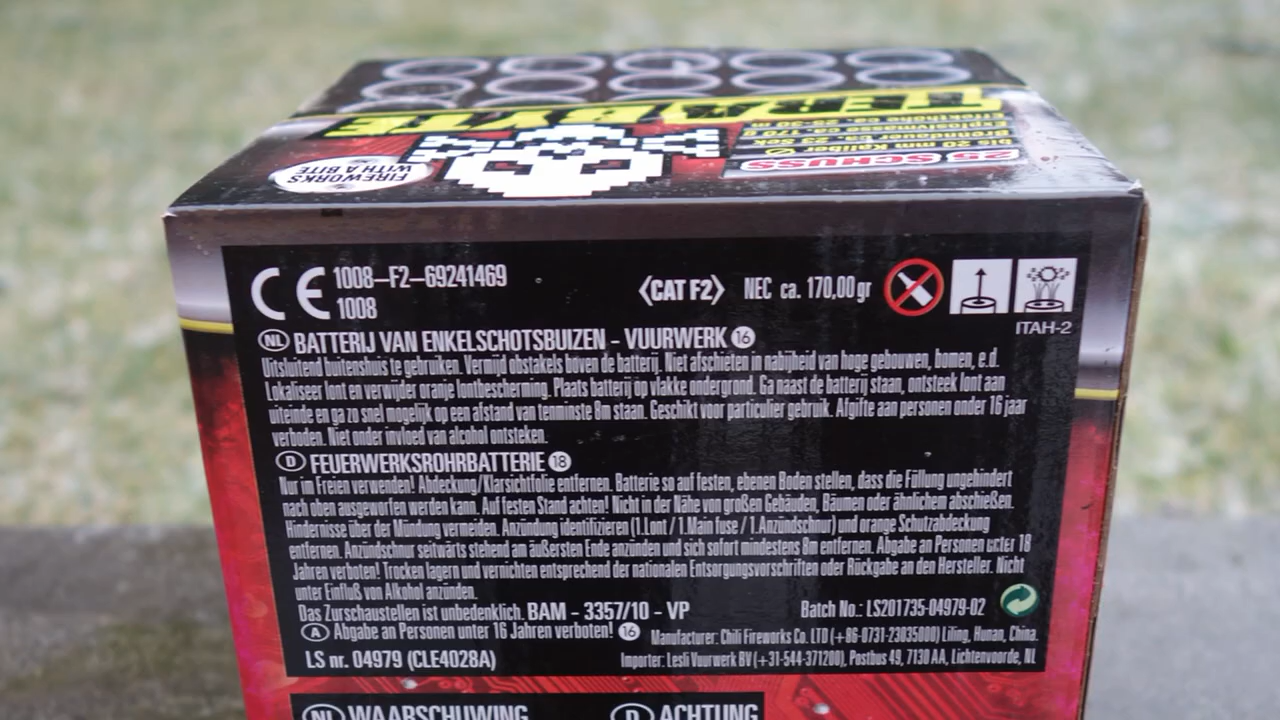 TERABYTE
FIREWORKS
WITH A BITE
25 SCHUSS
bis 20 mm Kaliber
CE 1008–F2–69241469
1008
(CAT F2) NEC ca. 170,00gr
ITAH-2
NL BATTERIJ VAN ENKELSCHOTSBUIZEN - VUURWERK 16
Uitsluitend buitenshuis te gebruiken. Vermijd obstakels boven de batterij. Niet afschieten in nabijheid van hoge gebouwen, bomen, e.d.
Lokaliseer lont en verwijder oranje lontbescherming. Plaats batterij op vlakke ondergrond. Ga naast de batterij staan, ontsteek lont aan
uiteinde en ga zo snel mogelijk op een afstand van tenminste 8m staan. Geschikt voor particulier gebruik. Afgifte aan personen onder 16 jaar
verboden. Niet onder invloed van alcohol ontsteken.
D FEUERWERKSROHRBATTERIE 18
Nur im Freien verwenden! Abdeckung/Klarsichtfolie entfernen. Batterie so auf festen, ebenen Boden stellen, dass die Füllung ungehindert
nach oben ausgeworfen werden kann. Auf festen Stand achten! Nicht in der Nähe von großen Gebäuden, Bäumen oder ähnlichem abschießen.
Hindernisse über der Mündung vermeiden. Anzündung identifizieren (1.Lont / 1.Main fuse / 1.Anzündschnur) und orange Schutzabdeckung
entfernen. Anzündschnur seitwärts stehend am äußersten Ende anzünden und sich sofort mindestens 8m entfernen. Abgabe an Personen unter 18
Jahren verboten! Trocken lagern und vernichten entsprechend der nationalen Entsorgungsvorschriften oder Rückgabe an den Hersteller. Nicht
unter Einfluß von Alkohol anzünden.
Das Zurschaustellen ist unbedenklich. BAM - 3357/10 - VP Batch No.: LS201735-04979-02
A Abgabe an Personen unter 16 Jahren verboten! 16 Manufacturer: Chili Fireworks Co. LTD (+86-0731-23035000) Liling, Hunan, China.
LS nr. 04979 (CLE4028A) Importer: Lesli Vuurwerk BV (+31-544-371200), Postbus 49, 7130 AA, Lichtenvoorde, NL
NL WAARSCHUWING D ACHTUNG